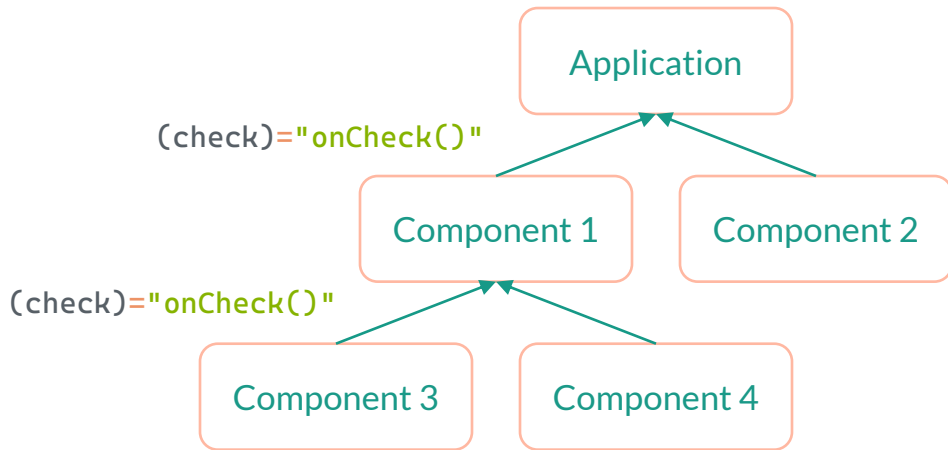 Application
(check)="onCheck()"
Component 1
Component 2
(check)="onCheck()"
Component 3
Component 4